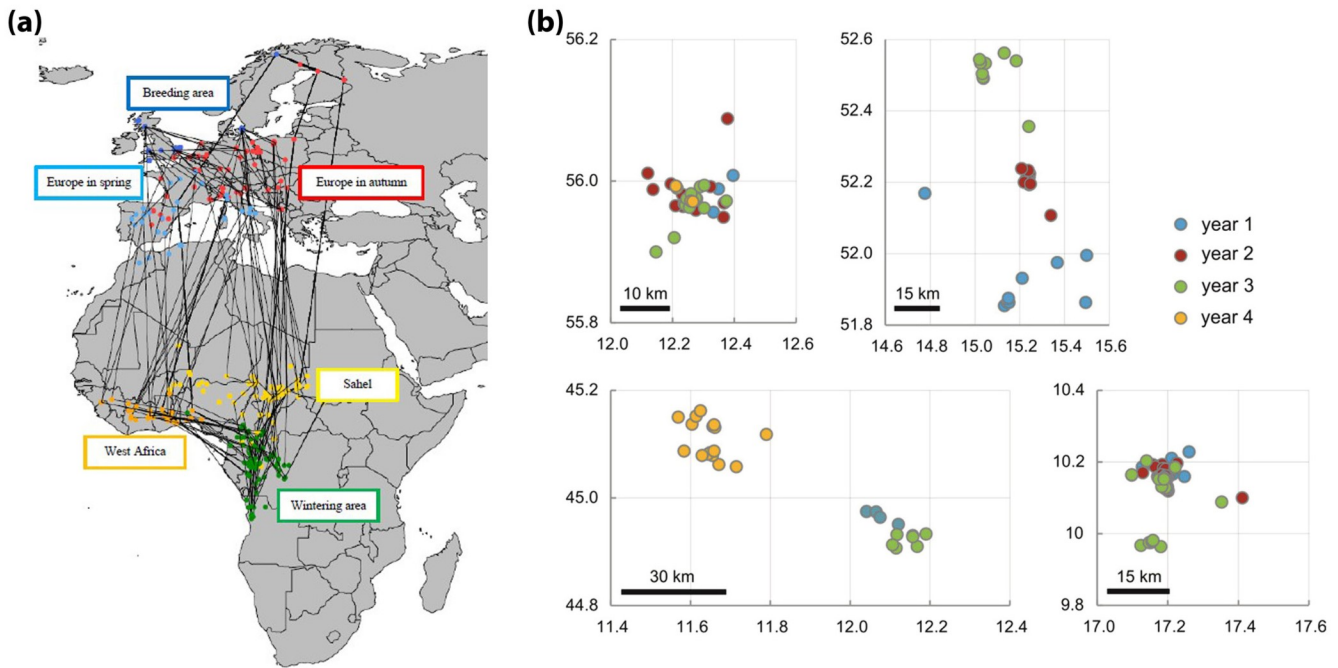 (a)
Breeding area
Europe in spring
Europe in autumn
Sahel
West Africa
Wintering area
(b)
56.2
56.0
55.8
10 km
12.0 12.2 12.4 12.6
52.6
52.4
52.2
52.0
51.8
15 km
14.6 14.8 15.0 15.2 15.4 15.6
year 1
year 2
year 3
year 4
45.2
45.0
44.8
30 km
11.4 11.6 11.8 12.0 12.2 12.4
10.4
10.2
10
9.8
15 km
17.0 17.2 17.4 17.6